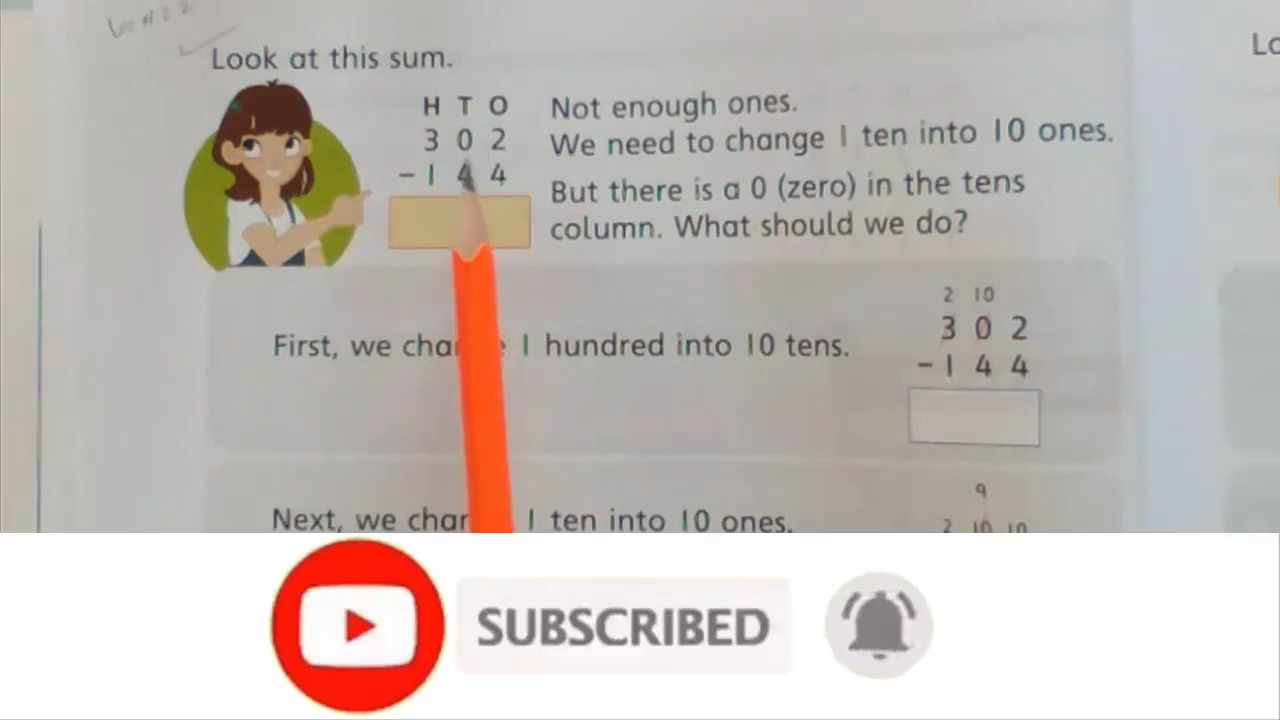 Look at this sum.
H T O
3 0 2
- 1 4 4
Not enough ones.
We need to change 1 ten into 10 ones.
But there is a 0 (zero) in the tens
column. What should we do?
First, we 1 hundred into 10 tens.
2 10
3 0 2
- 1 4 4
Next, we 1 ten into 10 ones.
9
2 10 10
SUBSCRIBED